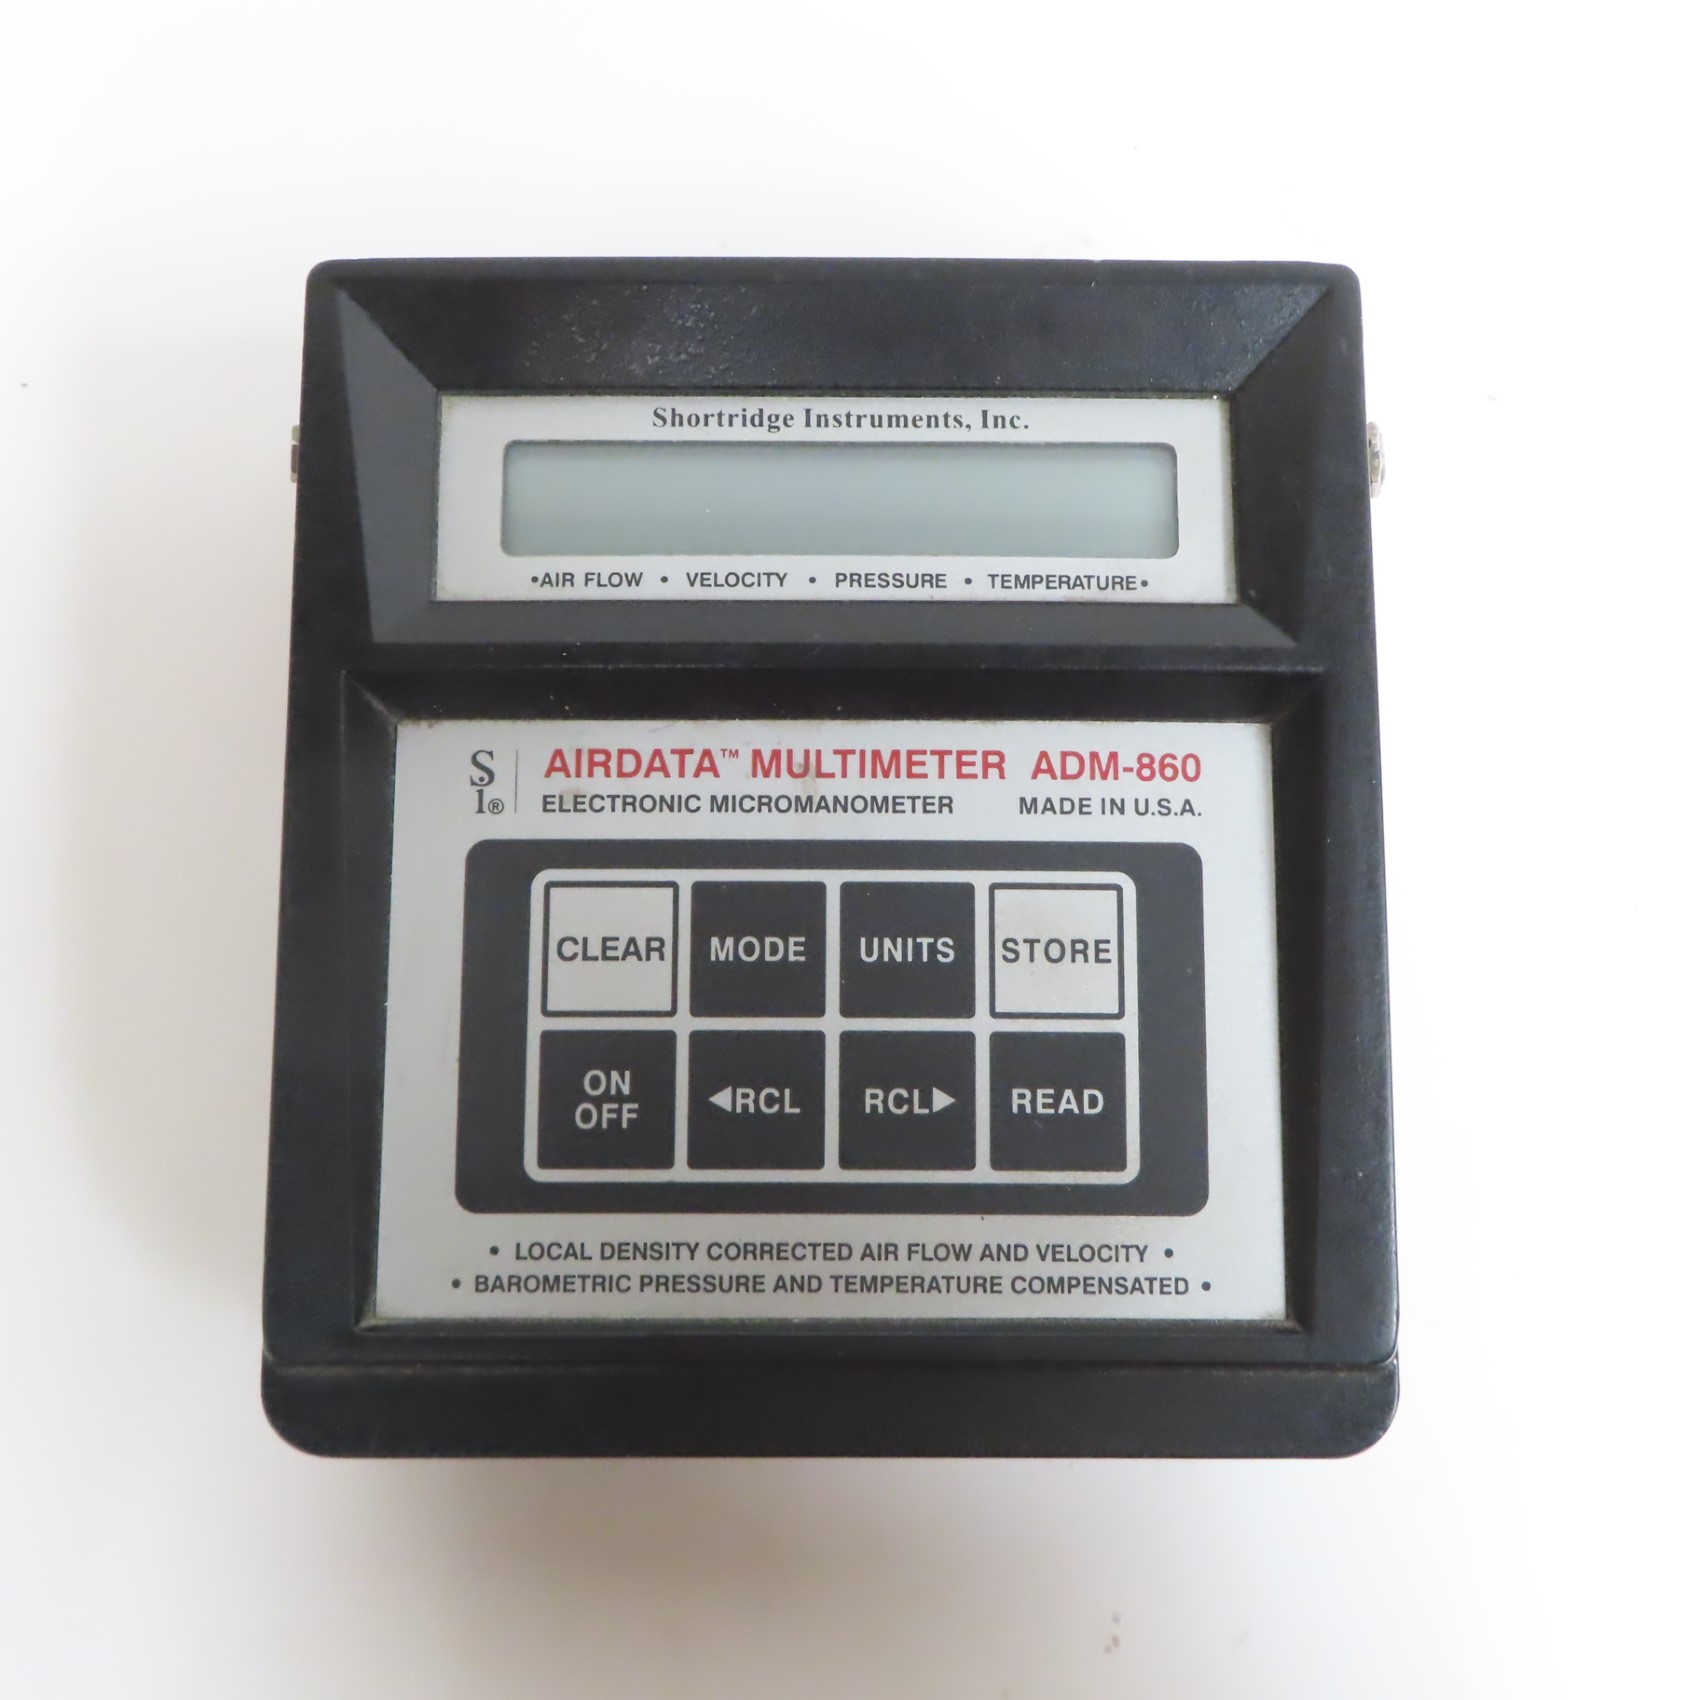 Shortridge Instruments, Inc.
•AIR FLOW • VELOCITY • PRESSURE • TEMPERATURE•
S
1®
AIRDATA™ MULTIMETER ADM-860
ELECTRONIC MICROMANOMETER MADE IN U.S.A.
CLEAR MODE UNITS STORE
ON
OFF
◀RCL RCL▶ READ
• LOCAL DENSITY CORRECTED AIR FLOW AND VELOCITY •
• BAROMETRIC PRESSURE AND TEMPERATURE COMPENSATED •